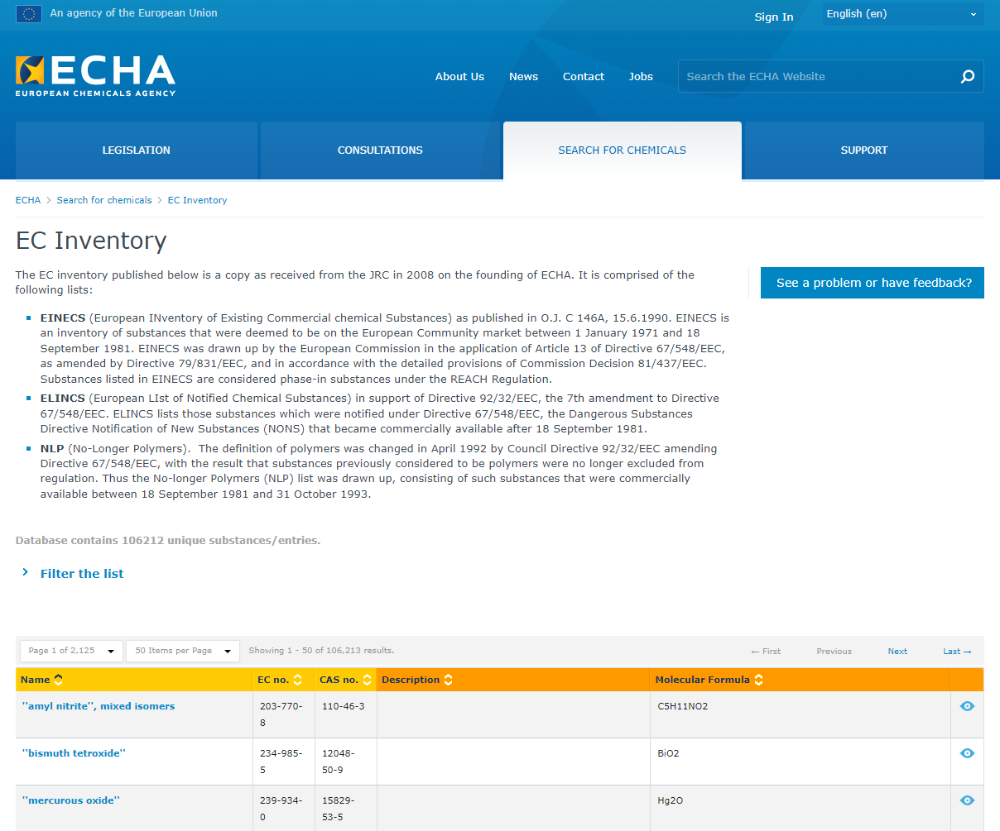 An agency of the European Union
Sign In
English (en)
ECHA
EUROPEAN CHEMICALS AGENCY
About Us
News
Contact
Jobs
Search the ECHA Website
LEGISLATION
CONSULTATIONS
SEARCH FOR CHEMICALS
SUPPORT
ECHA > Search for chemicals > EC Inventory
EC Inventory
The EC inventory published below is a copy as received from the JRC in 2008 on the founding of ECHA. It is comprised of the
following lists:
See a problem or have feedback?
EINECS (European INventory of Existing Commercial chemical Substances) as published in O.J. C 146A, 15.6.1990. EINECS is
an inventory of substances that were deemed to be on the European Community market between 1 January 1971 and 18
September 1981. EINECS was drawn up by the European Commission in the application of Article 13 of Directive 67/548/EEC,
as amended by Directive 79/831/EEC, and in accordance with the detailed provisions of Commission Decision 81/437/EEC.
Substances listed in EINECS are considered phase-in substances under the REACH Regulation.
ELINCS (European LIst of Notified Chemical Substances) in support of Directive 92/32/EEC, the 7th amendment to Directive
67/548/EEC. ELINCS lists those substances which were notified under Directive 67/548/EEC, the Dangerous Substances
Directive Notification of New Substances (NONS) that became commercially available after 18 September 1981.
NLP (No-Longer Polymers).  The definition of polymers was changed in April 1992 by Council Directive 92/32/EEC amending
Directive 67/548/EEC, with the result that substances previously considered to be polymers were no longer excluded from
regulation. Thus the No-longer Polymers (NLP) list was drawn up, consisting of such substances that were commercially
available between 18 September 1981 and 31 October 1993.
Database contains 106212 unique substances/entries.
Filter the list
Page 1 of 2,125
50 Items per Page
Showing 1 - 50 of 106,213 results.
← First
Previous
Next
Last →
Name
EC no.
CAS no.
Description
Molecular Formula
''amyl nitrite'', mixed isomers
203-770-
8
110-46-3
C5H11NO2
''bismuth tetroxide''
234-985-
5
12048-
50-9
BiO2
''mercurous oxide''
239-934-
0
15829-
53-5
Hg2O